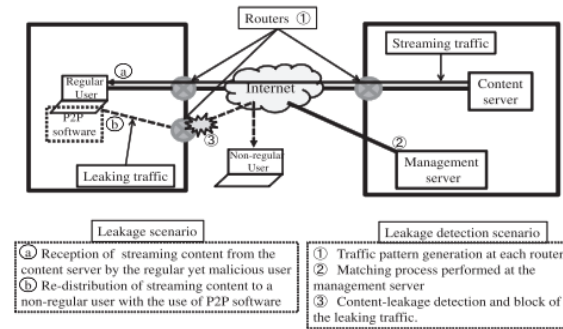 Routers ①
Streaming traffic
ⓐ
Regular
User
Internet
Content
server
P2P
software
ⓑ
③
②
Non-regular
User
Management
server
Leaking traffic
Leakage scenario
ⓐ Reception of streaming content from the
content server by the regular yet malicious user
ⓑ Re-distribution of streaming content to a
non-regular user with the use of P2P software
Leakage detection scenario
① Traffic pattern generation at each router
② Matching process performed at the
management server
③ Content-leakage detection and block of
the leaking traffic.